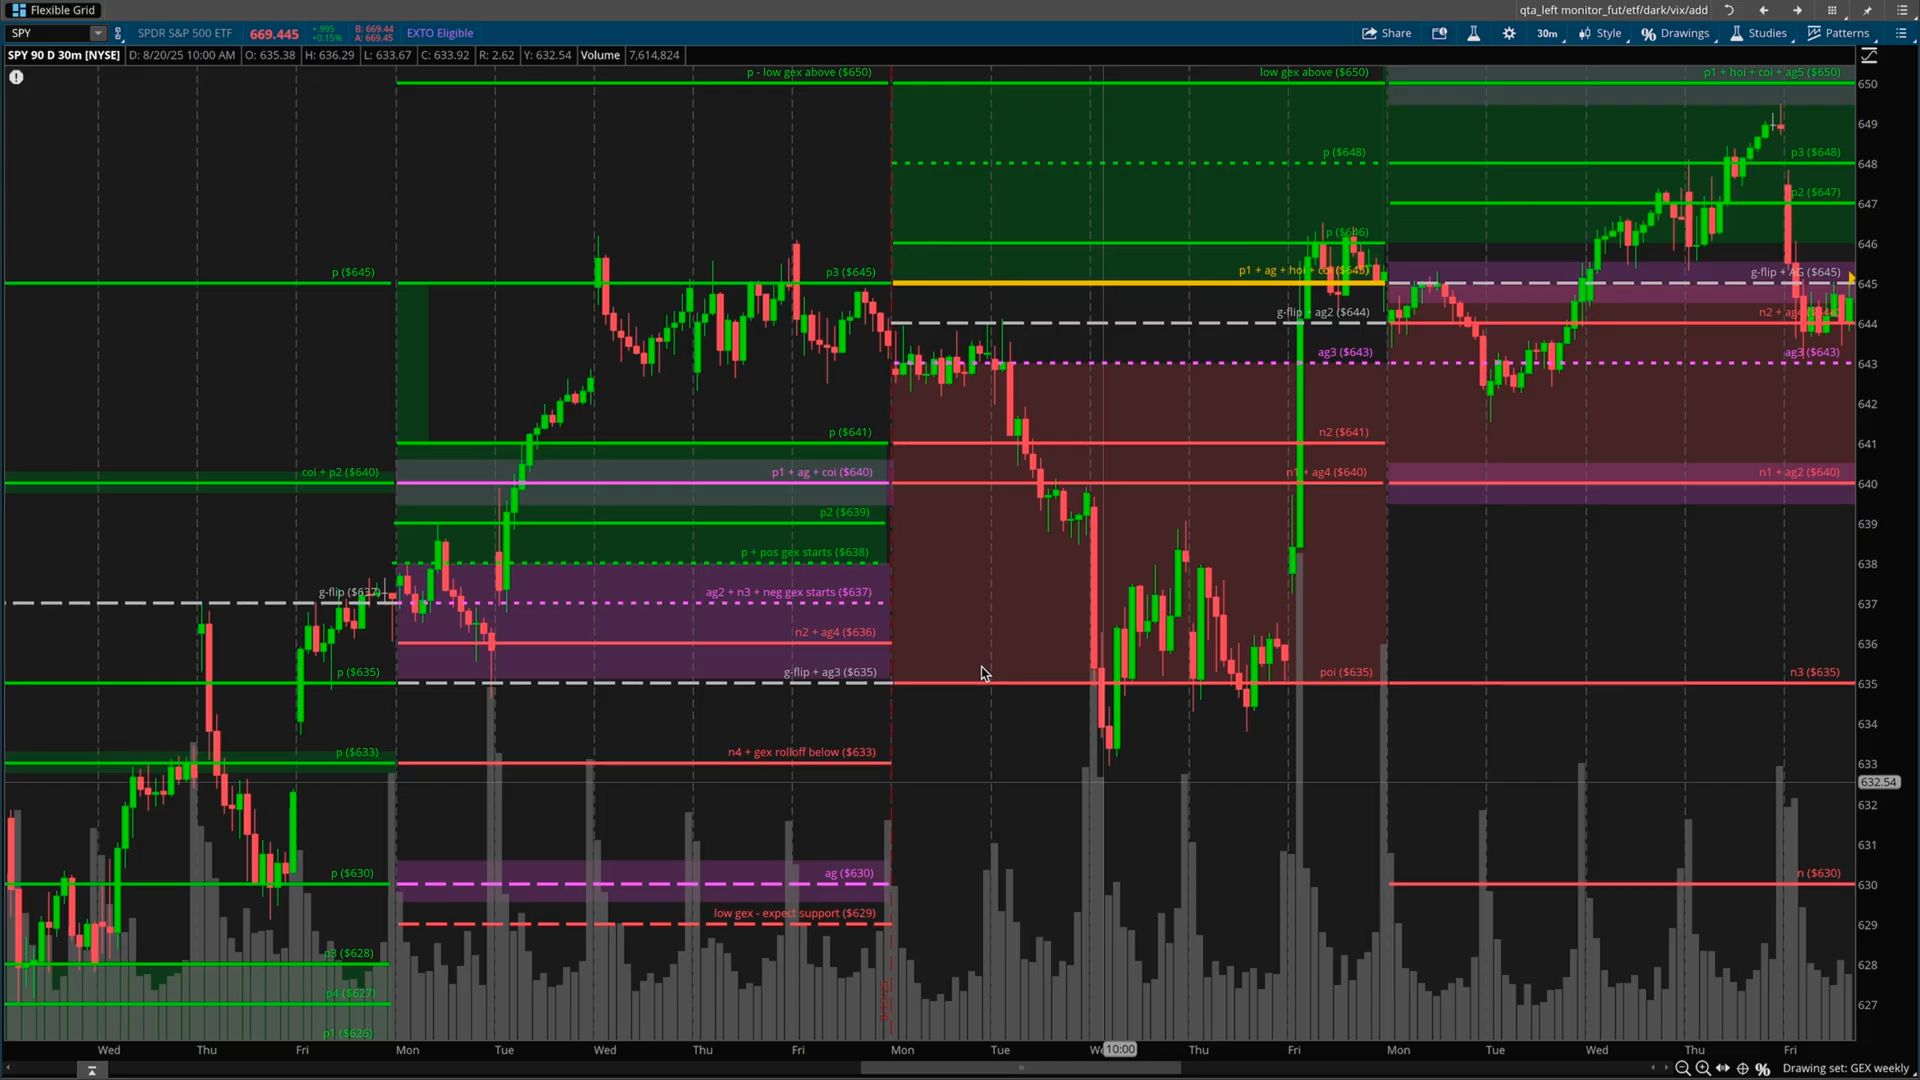 Flexible Grid
qta_left monitor_fut/etf/dark/vix/add
SPY
SPDR S&P 500 ETF
669.445
+.995
+0.15%
B: 669.44
A: 669.45
EXTO Eligible
Share
30m
Style
Drawings
Studies
Patterns
SPY 90 D 30m [NYSE]
D: 8/20/25 10:00 AM
O: 635.38
H: 636.29
L: 633.67
C: 633.92
R: 2.62
Y: 632.54
Volume
7,614,824
p ($645)
coi + p2 ($640)
g-flip ($637)
p ($635)
p ($633)
p ($630)
p3 ($628)
p4 ($627)
p1 ($626)
p - low gex above ($650)
p3 ($645)
p ($641)
p1 + ag + coi ($640)
p2 ($639)
p + pos gex starts ($638)
ag2 + n3 + neg gex starts ($637)
n2 + ag4 ($636)
g-flip + ag3 ($635)
n4 + gex rolloff below ($633)
ag ($630)
low gex - expect support ($629)
low gex above ($650)
p ($648)
p ($646)
g-flip + ag2 ($644)
ag3 ($643)
n2 ($641)
n1 + ag4 ($640)
poi ($635)
p1 + hoi + coi + ag5 ($650)
p3 ($648)
p2 ($647)
g-flip + AG ($645)
ag3 ($643)
n1 + ag2 ($640)
n3 ($635)
n ($630)
650
649
648
647
646
645
644
643
642
641
640
639
638
637
636
635
634
633
632.54
632
631
630
629
628
627
Wed
Thu
Fri
Mon
Tue
Wed
Thu
Fri
Mon
Tue
10:00
Thu
Fri
Mon
Tue
Wed
Thu
Fri
Drawing set: GEX weekly